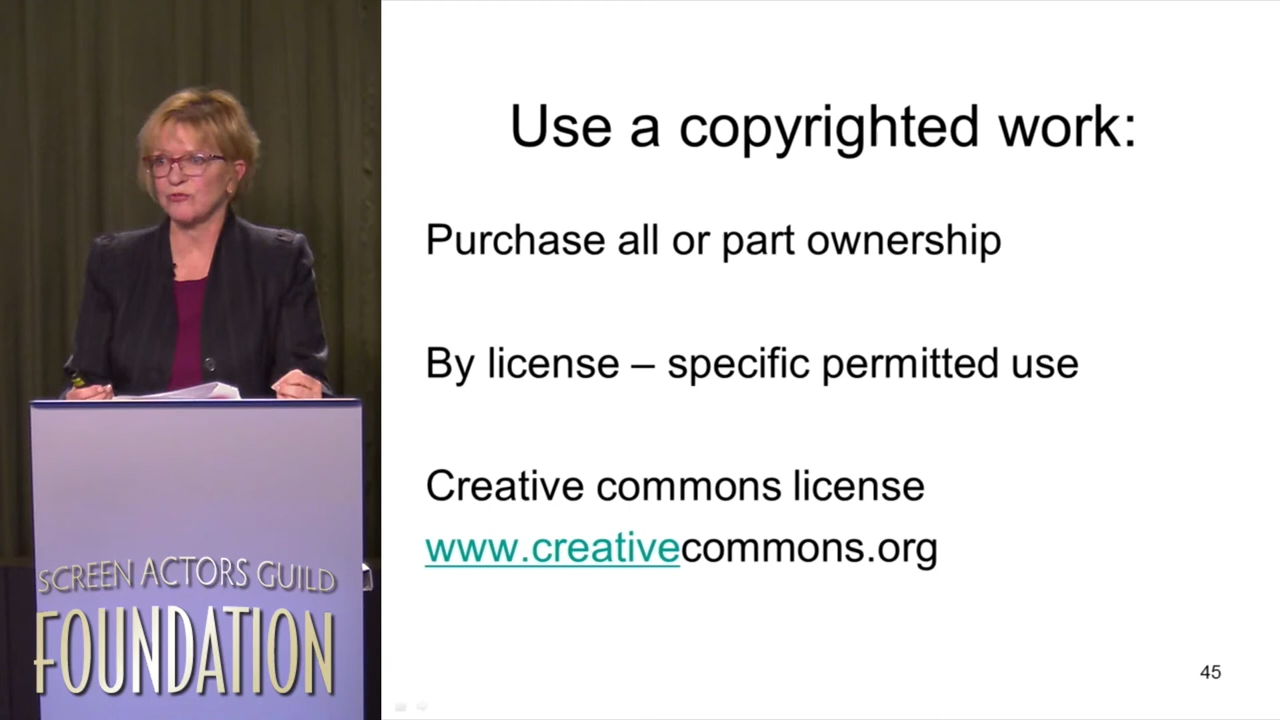 Use a copyrighted work:
Purchase all or part ownership
By license – specific permitted use
Creative commons license
www.creativecommons.org
45
SCREEN ACTORS GUILD
FOUNDATION